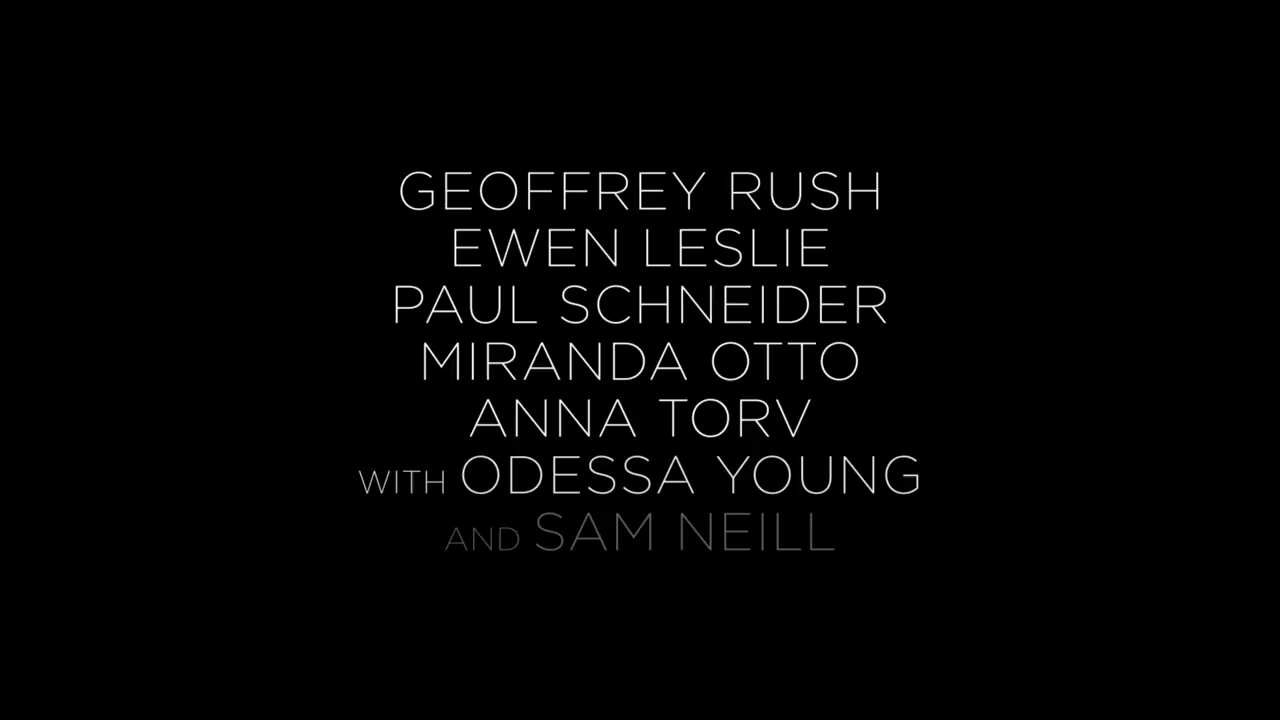 GEOFFREY RUSH
EWEN LESLIE
PAUL SCHNEIDER
MIRANDA OTTO
ANNA TORV
WITH ODESSA YOUNG
AND SAM NEILL